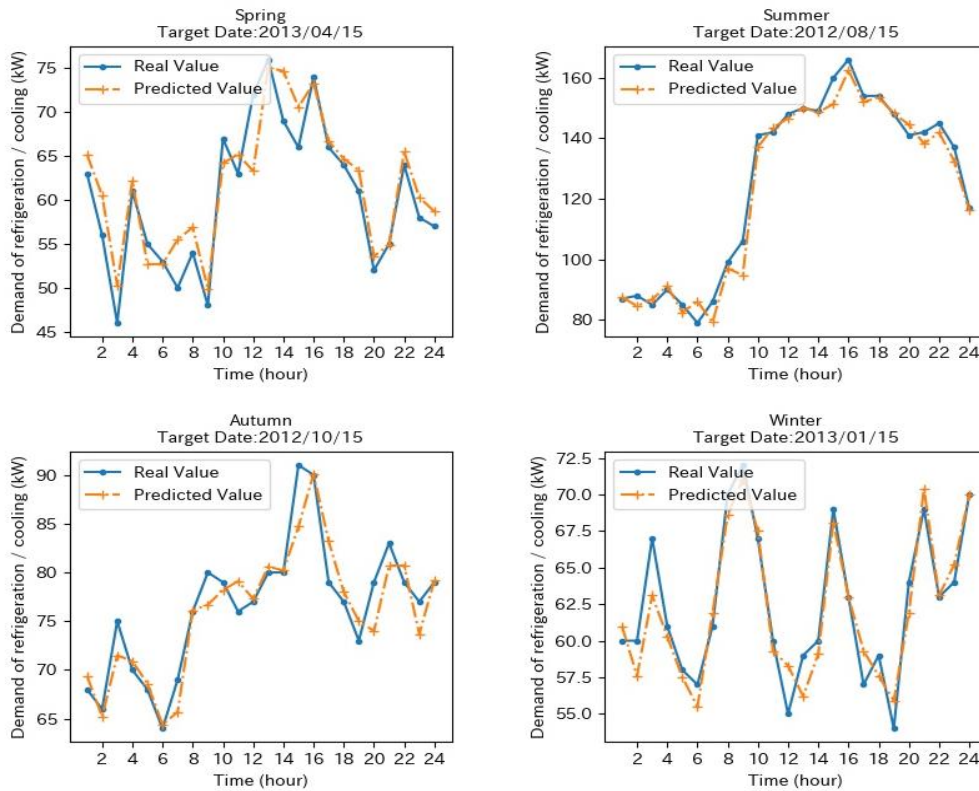 Spring
Target Date:2013/04/15
Demand of refrigeration / cooling (kW)
75
70
65
60
55
50
45
Real Value
Predicted Value
2 4 6 8 10 12 14 16 18 20 22 24
Time (hour)
Summer
Target Date:2012/08/15
Demand of refrigeration / cooling (kW)
160
140
120
100
80
Real Value
Predicted Value
2 4 6 8 10 12 14 16 18 20 22 24
Time (hour)
Autumn
Target Date:2012/10/15
Demand of refrigeration / cooling (kW)
90
85
80
75
70
65
Real Value
Predicted Value
2 4 6 8 10 12 14 16 18 20 22 24
Time (hour)
Winter
Target Date:2013/01/15
Demand of refrigeration / cooling (kW)
72.5
70.0
67.5
65.0
62.5
60.0
57.5
55.0
Real Value
Predicted Value
2 4 6 8 10 12 14 16 18 20 22 24
Time (hour)